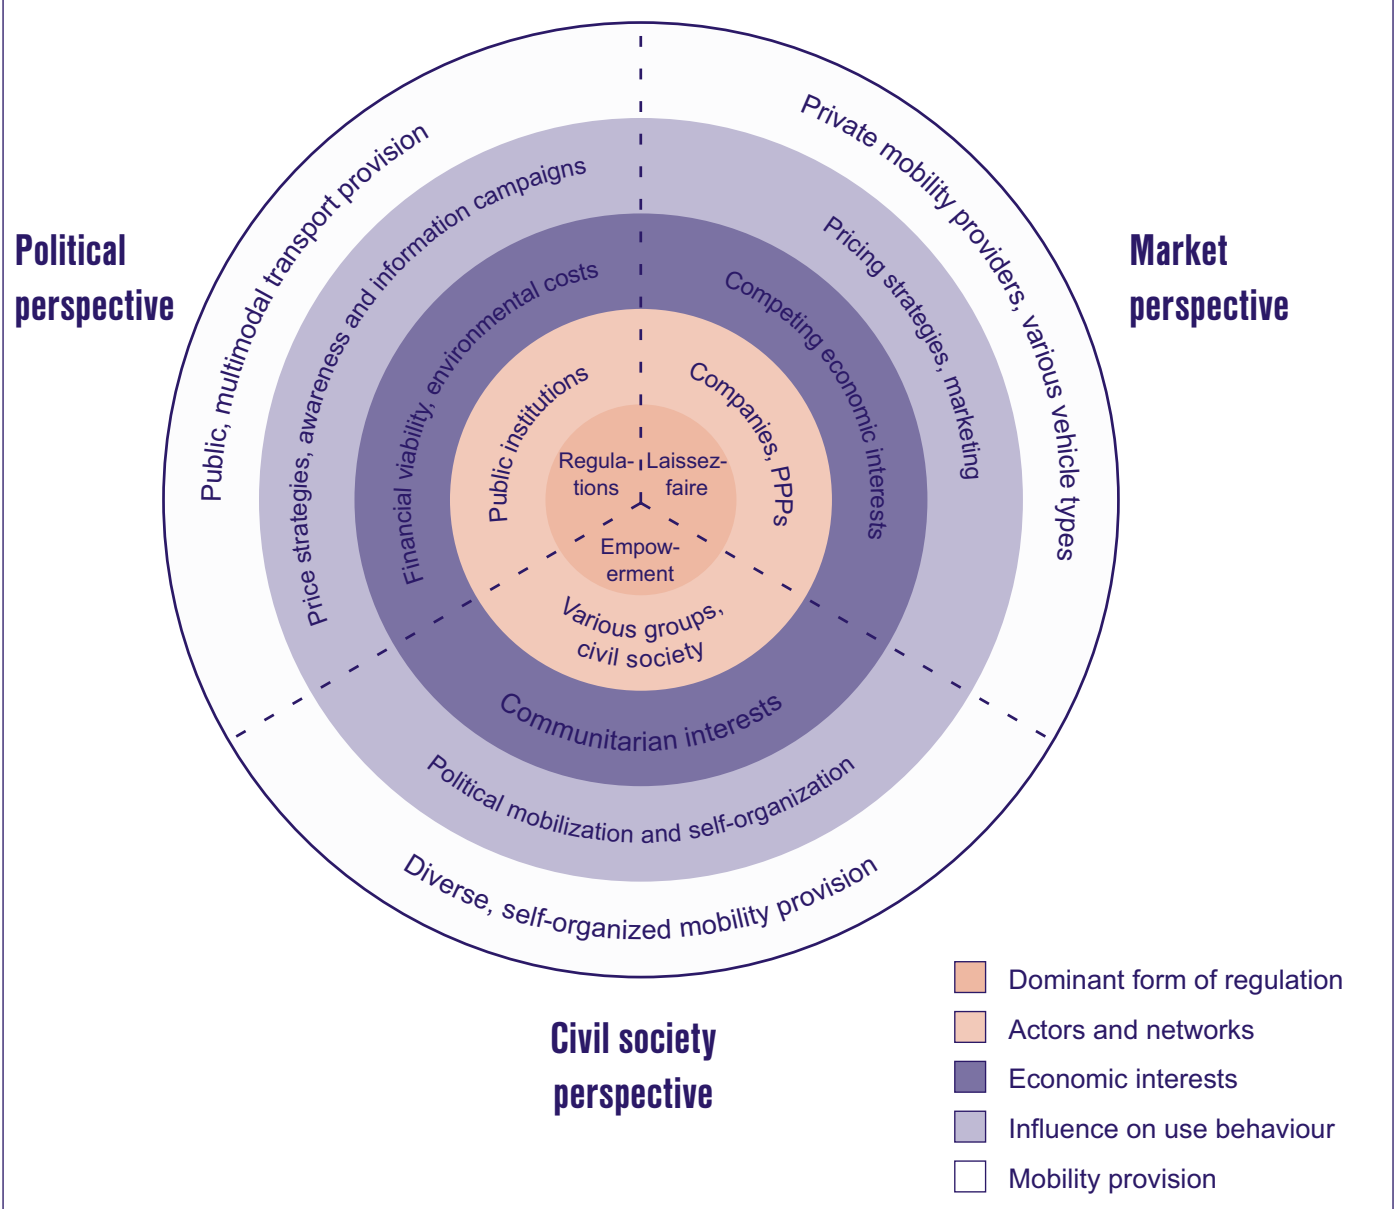 Political
perspective
Public, multimodal transport provision
Price strategies, awareness and information campaigns
Financial viability, environmental costs
Public institutions
Regula-
tions
Market
perspective
Private mobility providers, various vehicle types
Pricing strategies, marketing
Competing economic interests
Companies, PPPs
Laissez-
faire
Empow-
erment
Various groups,
civil society
Communitarian interests
Political mobilization and self-organization
Diverse, self-organized mobility provision
Civil society
perspective
Dominant form of regulation
Actors and networks
Economic interests
Influence on use behaviour
Mobility provision